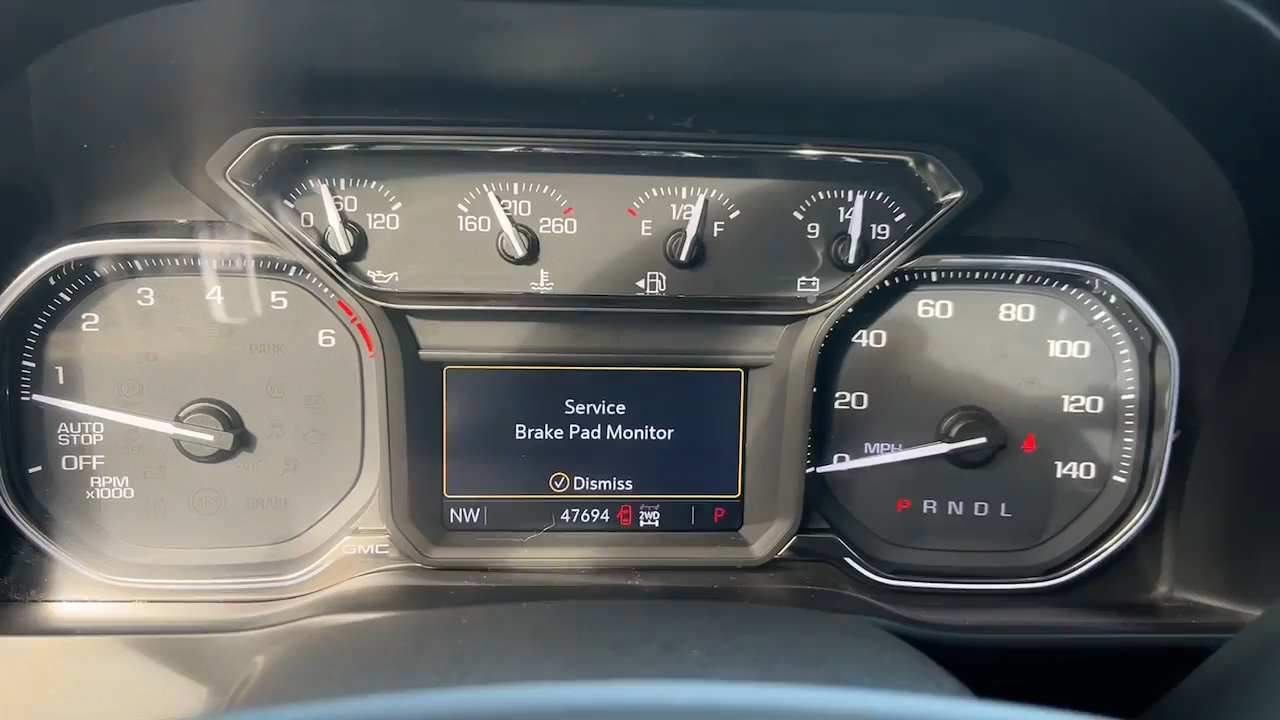 0 60 120
160 210 260
E 1/2 F
9 14 19
1 2 3 4 5 6
PARK
AUTO
STOP
OFF
RPM
x1000
ABS
BRAKE
GMC
Service
Brake Pad Monitor
Dismiss
NW 47694 2WD P
0 20 40 60 80 100 120 140
MPH
P R N D L